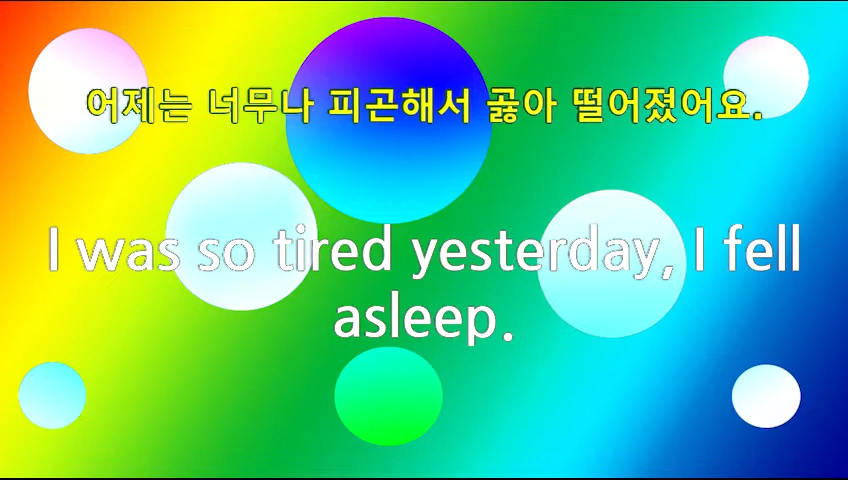 어제는 너무나 피곤해서 곯아 떨어졌어요.
I was so tired yesterday, I fell
asleep.